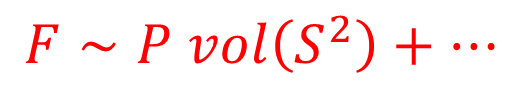 F ~ P vol(S²) + ⋯